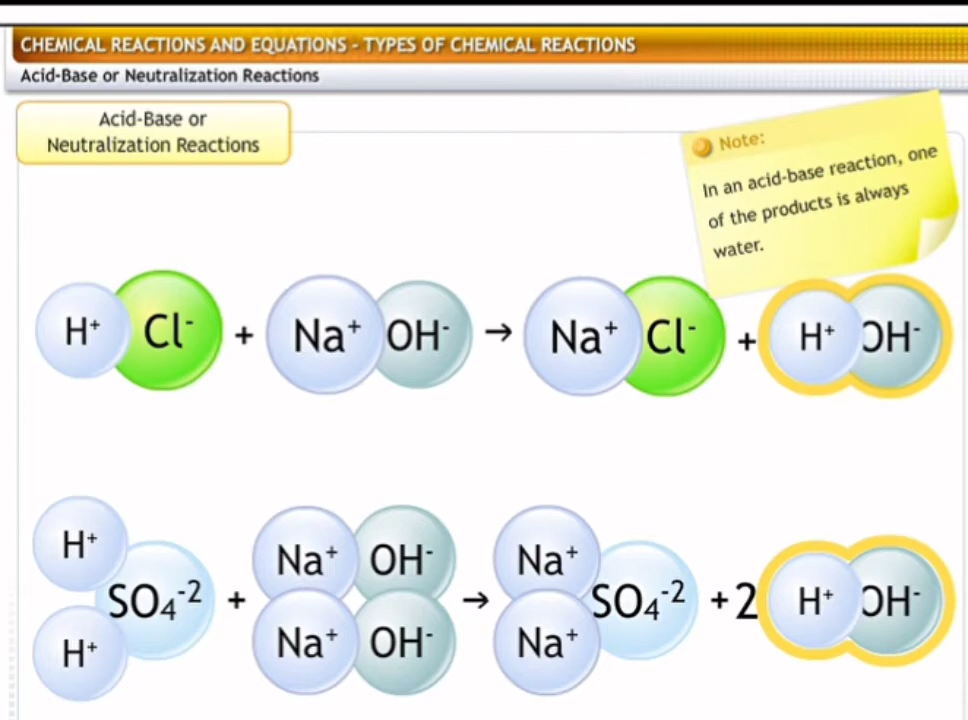 CHEMICAL REACTIONS AND EQUATIONS - TYPES OF CHEMICAL REACTIONS
Acid-Base or Neutralization Reactions
Acid-Base or
Neutralization Reactions
Note:
In an acid-base reaction, one
of the products is always
water.
H⁺ Cl⁻ + Na⁺ OH⁻ → Na⁺ Cl⁻ + H⁺ OH⁻
H⁺ Na⁺ OH⁻ Na⁺
SO₄⁻² + → SO₄⁻² + 2 H⁺ OH⁻
H⁺ Na⁺ OH⁻ Na⁺